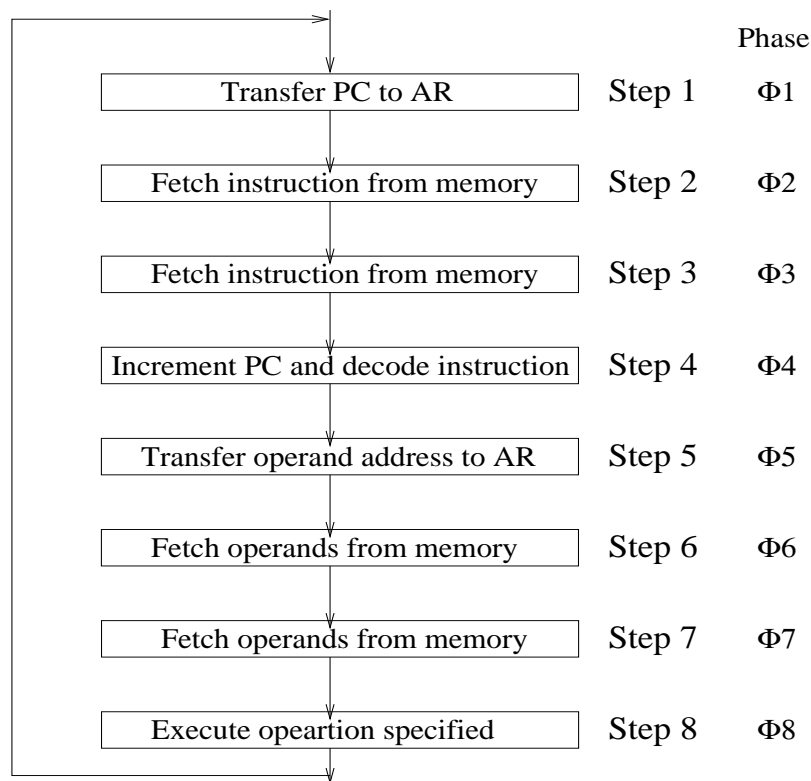 Phase
Transfer PC to AR Step 1 Φ1
Fetch instruction from memory Step 2 Φ2
Fetch instruction from memory Step 3 Φ3
Increment PC and decode instruction Step 4 Φ4
Transfer operand address to AR Step 5 Φ5
Fetch operands from memory Step 6 Φ6
Fetch operands from memory Step 7 Φ7
Execute opeartion specified Step 8 Φ8